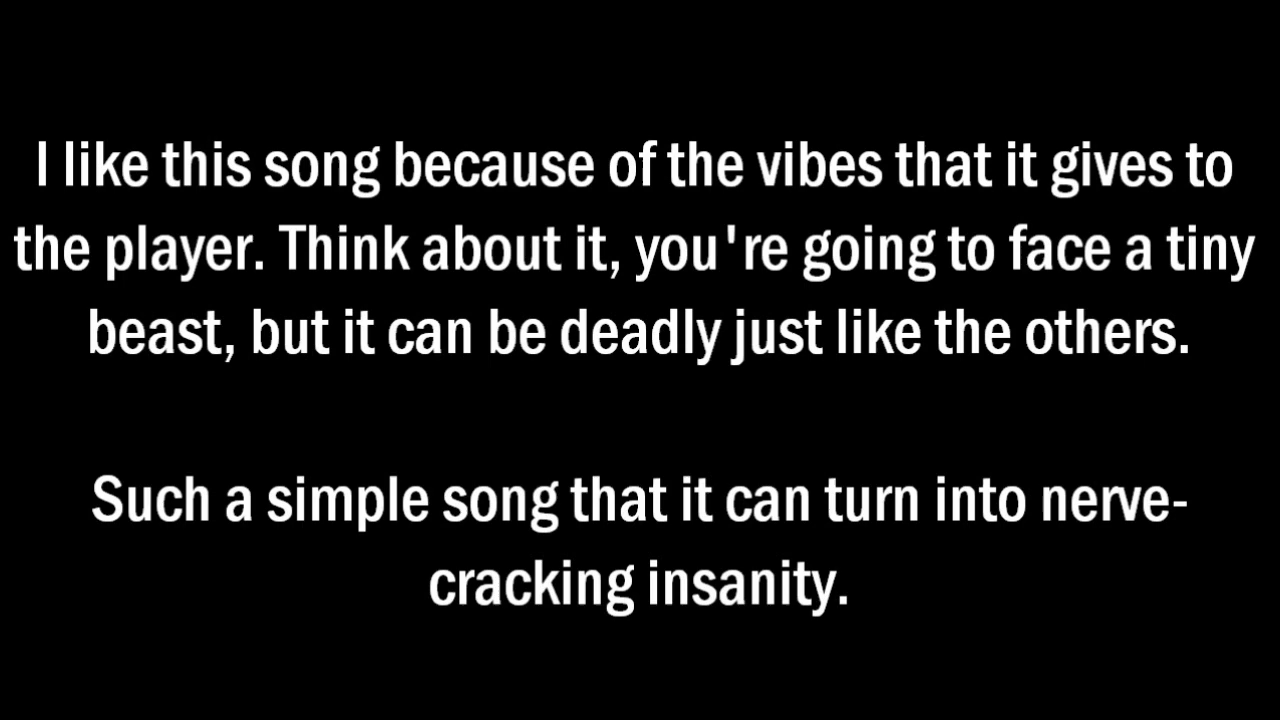 I like this song because of the vibes that it gives to
the player. Think about it, you're going to face a tiny
beast, but it can be deadly just like the others.
Such a simple song that it can turn into nerve-
cracking insanity.